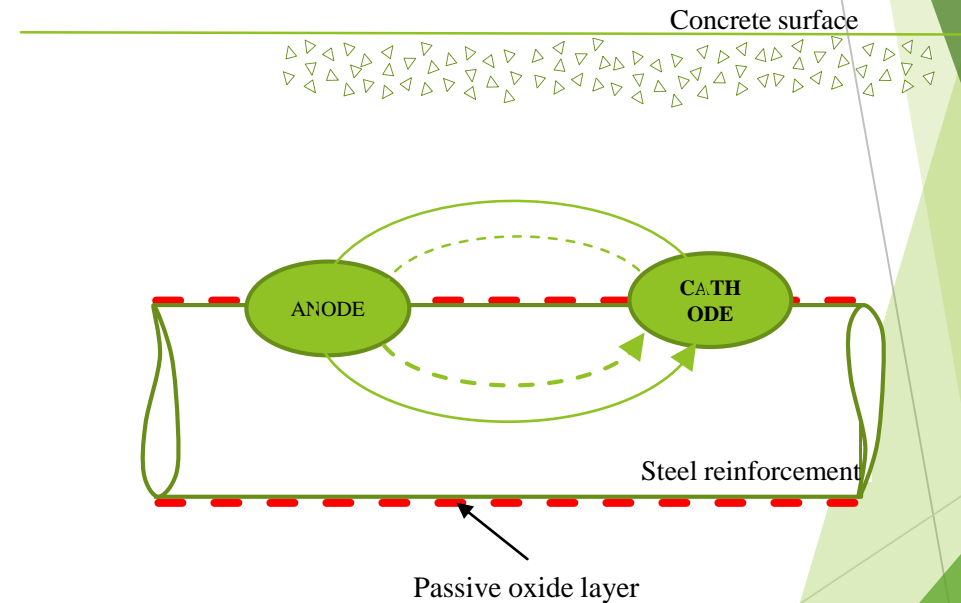 Concrete surface
ANODE
CATH
ODE
Steel reinforcement
Passive oxide layer